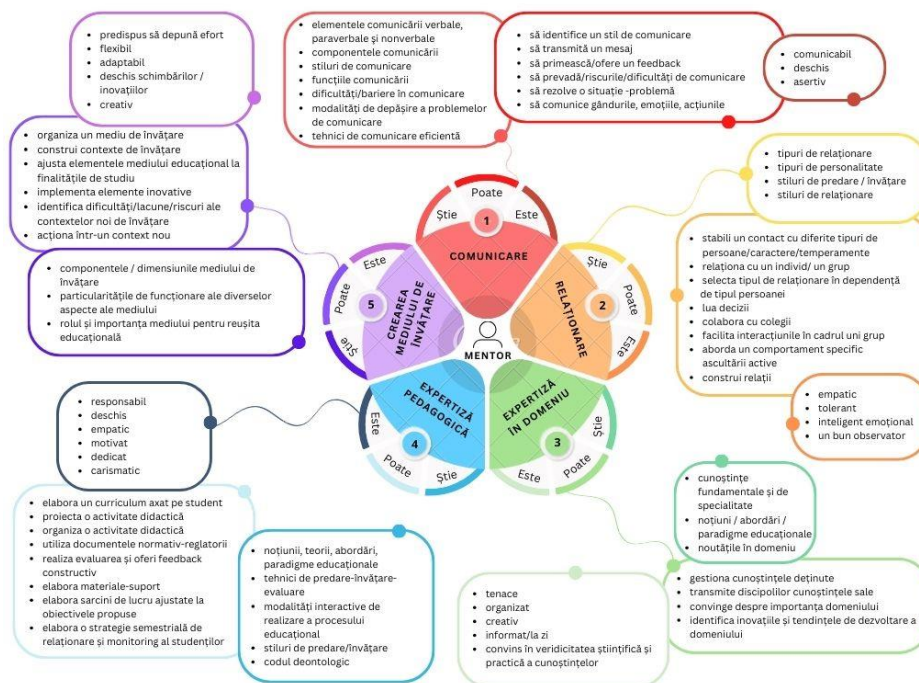 • predispus să depună efort
• flexibil
• adaptabil
• deschis schimbărilor /
inovațiilor
• creativ
• organiza un mediu de învățare
• construi contexte de învățare
• ajusta elementele mediului educațional la
finalitățile de studiu
• implementa elemente inovative
• identifica dificultăți/lacune/riscuri ale
contextelor noi de învățare
• acționa într-un context nou
• componentele / dimensiunile mediului de
învățare
• particularitățile de funcționare ale diverselor
aspecte ale mediului
• rolul și importanța mediului pentru reușita
educațională
• elementele comunicării verbale,
paraverbale și nonverbale
• componentele comunicării
• stiluri de comunicare
• funcțiile comunicării
• dificultăți/bariere în comunicare
• modalități de depășire a problemelor
de comunicare
• tehnici de comunicare eficientă
• să identifice un stil de comunicare
• să transmită un mesaj
• să primească/ofere un feedback
• să prevadă/riscurile/dificultăți de comunicare
• să rezolve o situație -problemă
• să comunice gândurile, emoțiile, acțiunile
• comunicabil
• deschis
• asertiv
• tipuri de relaționare
• tipuri de personalitate
• stiluri de predare / învățare
• stiluri de relaționare
• stabili un contact cu diferite tipuri de
persoane/caractere/temperamente
• relaționa cu un individ/ un grup
• selecta tipul de relaționare în dependență
de tipul persoanei
• lua decizii
• colabora cu colegii
• facilita interacțiunile în cadrul uni grup
• aborda un comportament specific
ascultării active
• construi relații
• empatic
• tolerant
• inteligent emoțional
• un bun observator
Știe
Poate
Este
1
COMUNICARE
Știe
Poate
Este
2
RELAȚIONARE
Știe
Poate
Este
3
EXPERTIZĂ
ÎN DOMENIU
Știe
Poate
Este
4
EXPERTIZĂ
PEDAGOGICĂ
Știe
Poate
Este
5
CREAREA
MEDIULUI DE
ÎNVĂȚARE
MENTOR
• responsabil
• deschis
• empatic
• motivat
• dedicat
• carismatic
• elabora un curriculum axat pe student
• proiecta o activitate didactică
• organiza o activitate didactică
• utiliza documentele normativ-reglatorii
• realiza evaluarea și oferi feedback
constructiv
• elabora materiale-suport
• elabora sarcini de lucru ajustate la
obiectivele propuse
• elabora o strategie semestrială de
relaționare și monitoring al studenților
• noțiunii, teorii, abordări,
paradigme educaționale
• tehnici de predare-învățare-
evaluare
• modalități interactive de
realizare a procesului
educațional
• stiluri de predare/învățare
• codul deontologic
• tenace
• organizat
• creativ
• informat/la zi
• convins în veridicitatea științifică și
practică a cunoștințelor
• cunoștințe
fundamentale și de
specialitate
• noțiuni / abordări /
paradigme educaționale
• noutățile în domeniu
• gestiona cunoștințele deținute
• transmite discipolilor cunoștințele sale
• convinge despre importanța domeniului
• identifica inovațiile și tendințele de dezvoltare a
domeniului